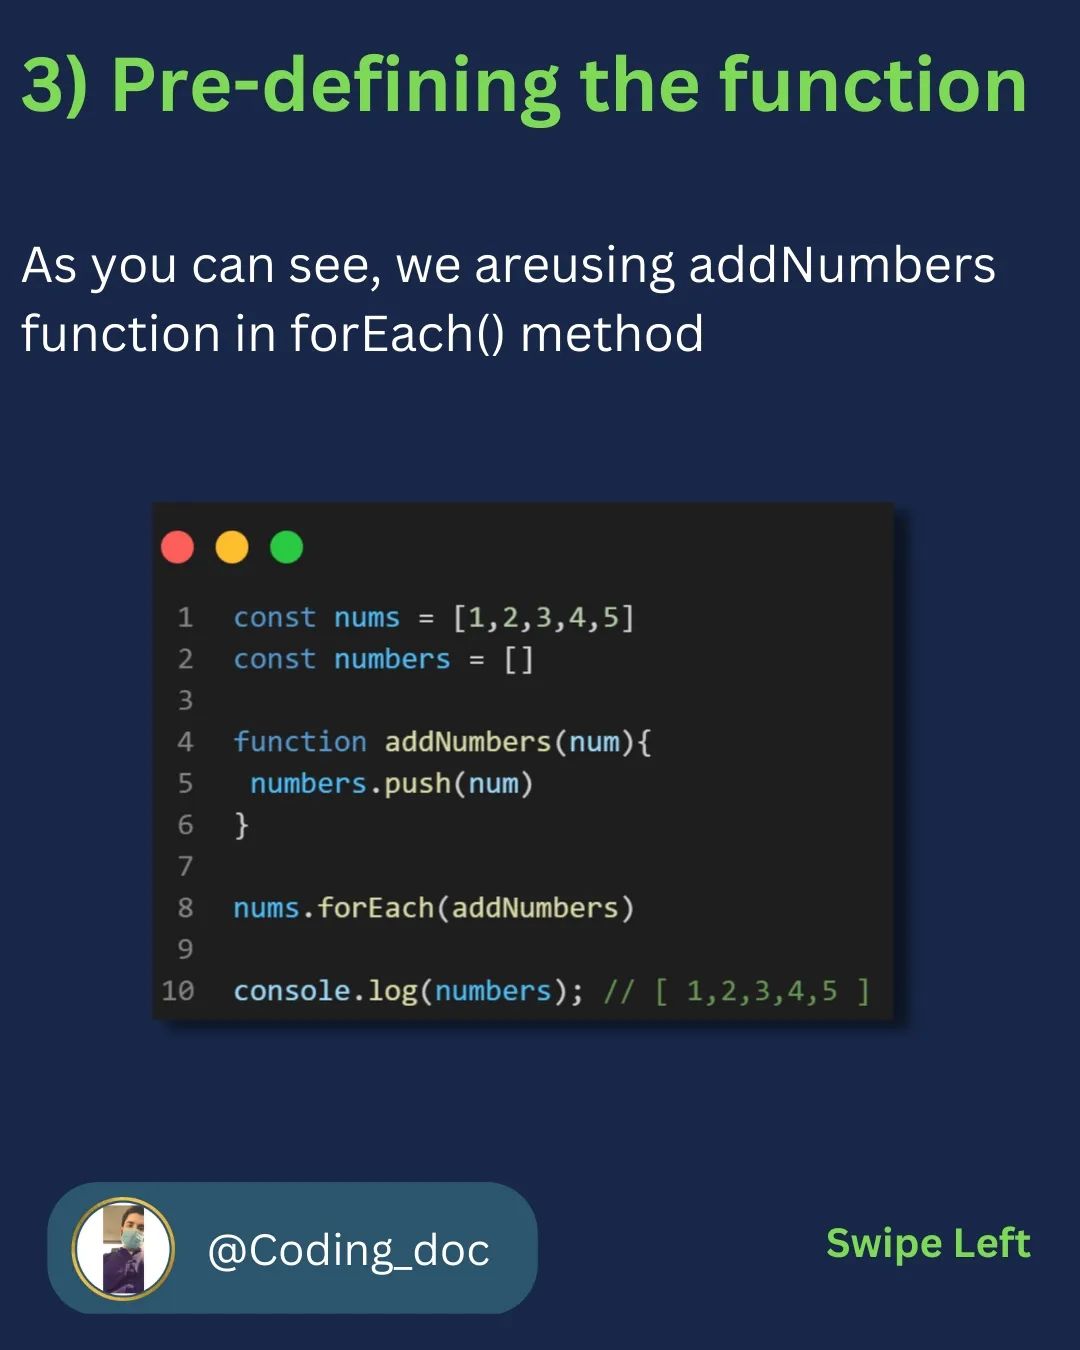 3) Pre-defining the function
As you can see, we areusing addNumbers
function in forEach() method
1 const nums = [1,2,3,4,5]
2 const numbers = []
3
4 function addNumbers(num){
5  numbers.push(num)
6 }
7
8 nums.forEach(addNumbers)
9
10 console.log(numbers); // [ 1,2,3,4,5 ]
@Coding_doc
Swipe Left